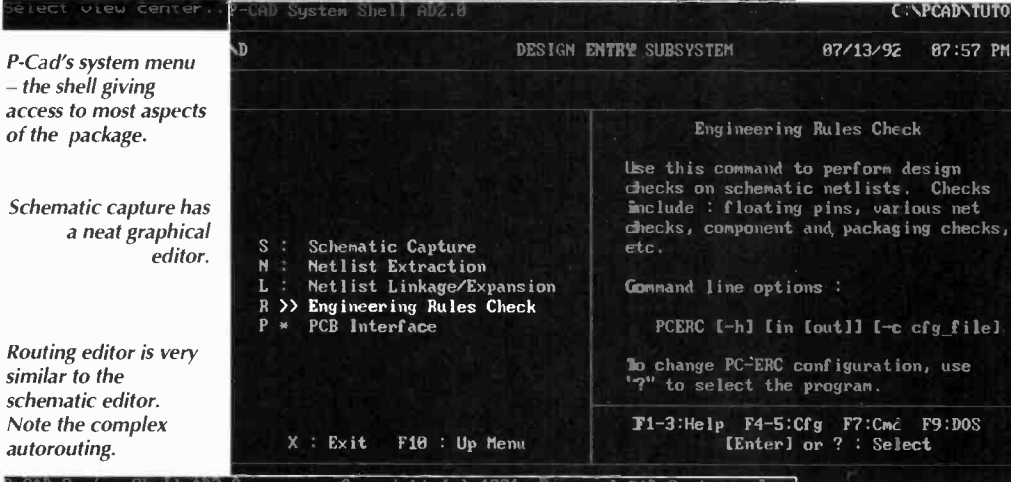 Select view center..
P-CAD System Shell AD2.0 C:\PCAD\TUTO
\D DESIGN ENTRY SUBSYSTEM 07/13/92 07:57 PM
P-Cad's system menu
– the shell giving
access to most aspects
of the package.
Schematic capture has
a neat graphical
editor.
Routing editor is very
similar to the
schematic editor.
Note the complex
autorouting.
S : Schematic Capture
N : Netlist Extraction
L : Netlist Linkage/Expansion
R >> Engineering Rules Check
P * PCB Interface
X : Exit F10 : Up Menu
Engineering Rules Check
Use this command to perform design
checks on schematic netlists. Checks
include : floating pins, various net
checks, component and packaging checks,
etc.
Command line options :
PCERC [-h] [in [out]] [-c cfg_file]
To change PC-ERC configuration, use
"?" to select the program.
F1-3:Help F4-5:Cfg F7:Cmd F9:DOS
[Enter] or ? : Select